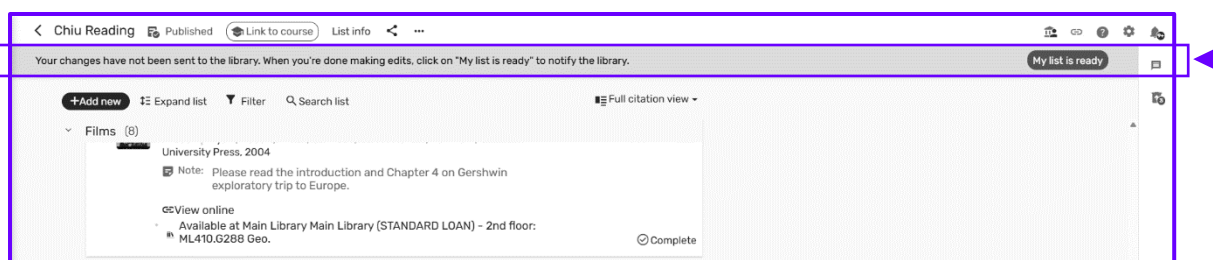 Chiu Reading Published Link to course List info
Your changes have not been sent to the library. When you're done making edits, click on "My list is ready" to notify the library. My list is ready
+Add new Expand list Filter Search list Full citation view
Films (8)
University Press, 2004
Note: Please read the introduction and Chapter 4 on Gershwin
exploratory trip to Europe.
View online
Available at Main Library Main Library (STANDARD LOAN) - 2nd floor:
ML410.G288 Geo.
Complete